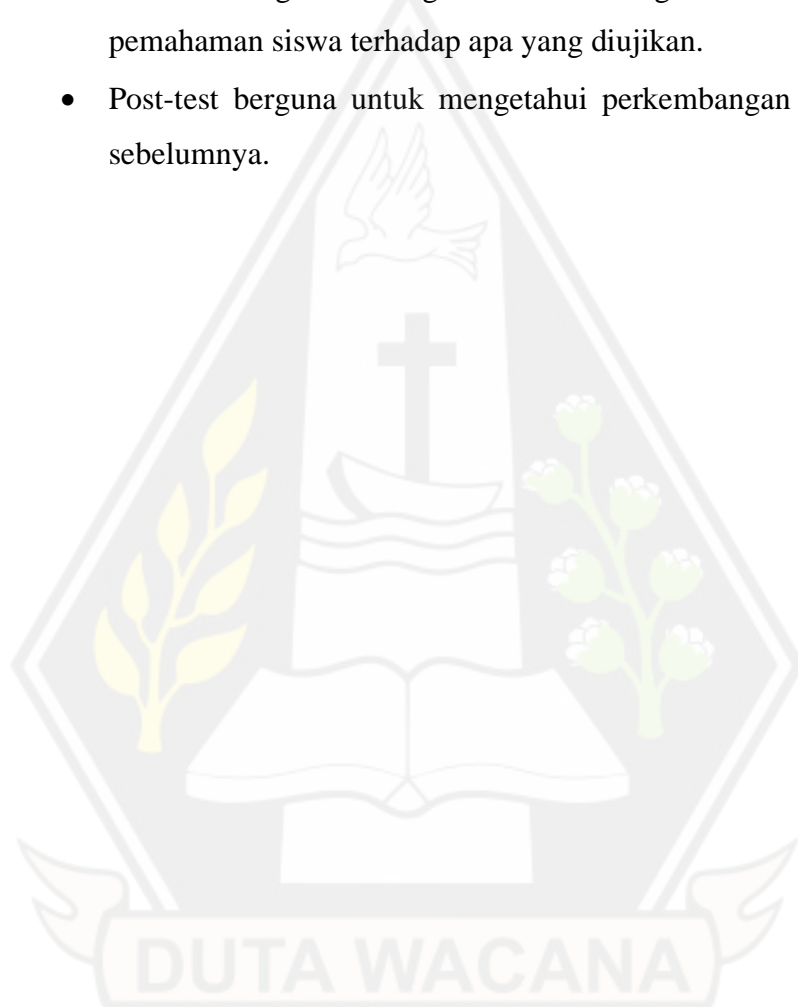 pemahaman siswa terhadap apa yang diujikan.
• Post-test berguna untuk mengetahui perkembangan
sebelumnya.
DUTA WACANA